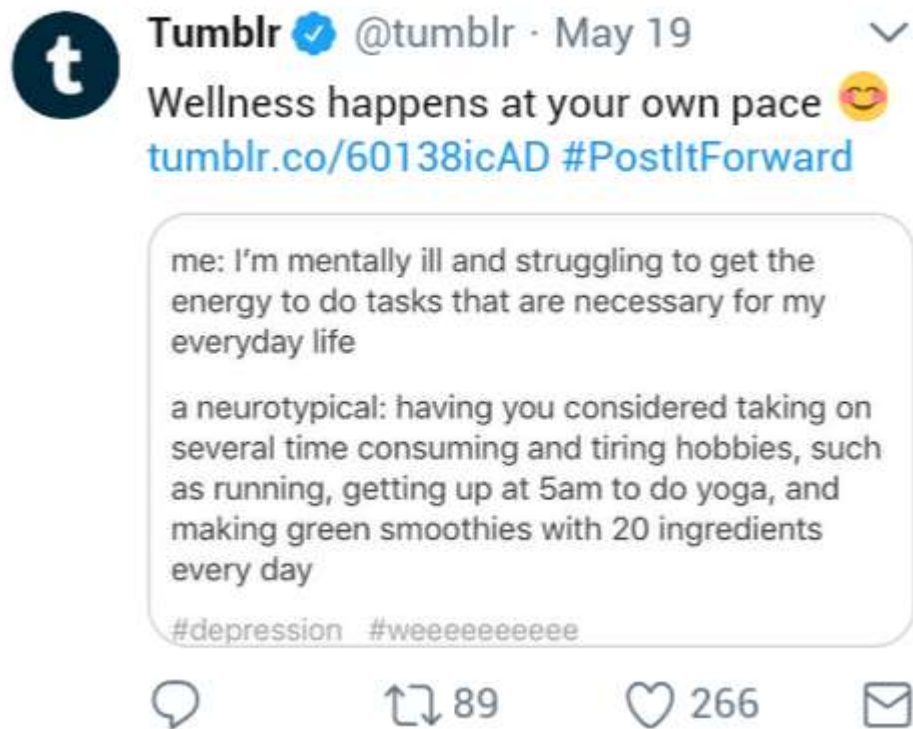 t
Tumblr @tumblr · May 19
Wellness happens at your own pace 😊
tumblr.co/60138icAD #PostItForward
me: I'm mentally ill and struggling to get the
energy to do tasks that are necessary for my
everyday life
a neurotypical: having you considered taking on
several time consuming and tiring hobbies, such
as running, getting up at 5am to do yoga, and
making green smoothies with 20 ingredients
every day
#depression #weeeeeeeeee
89 266